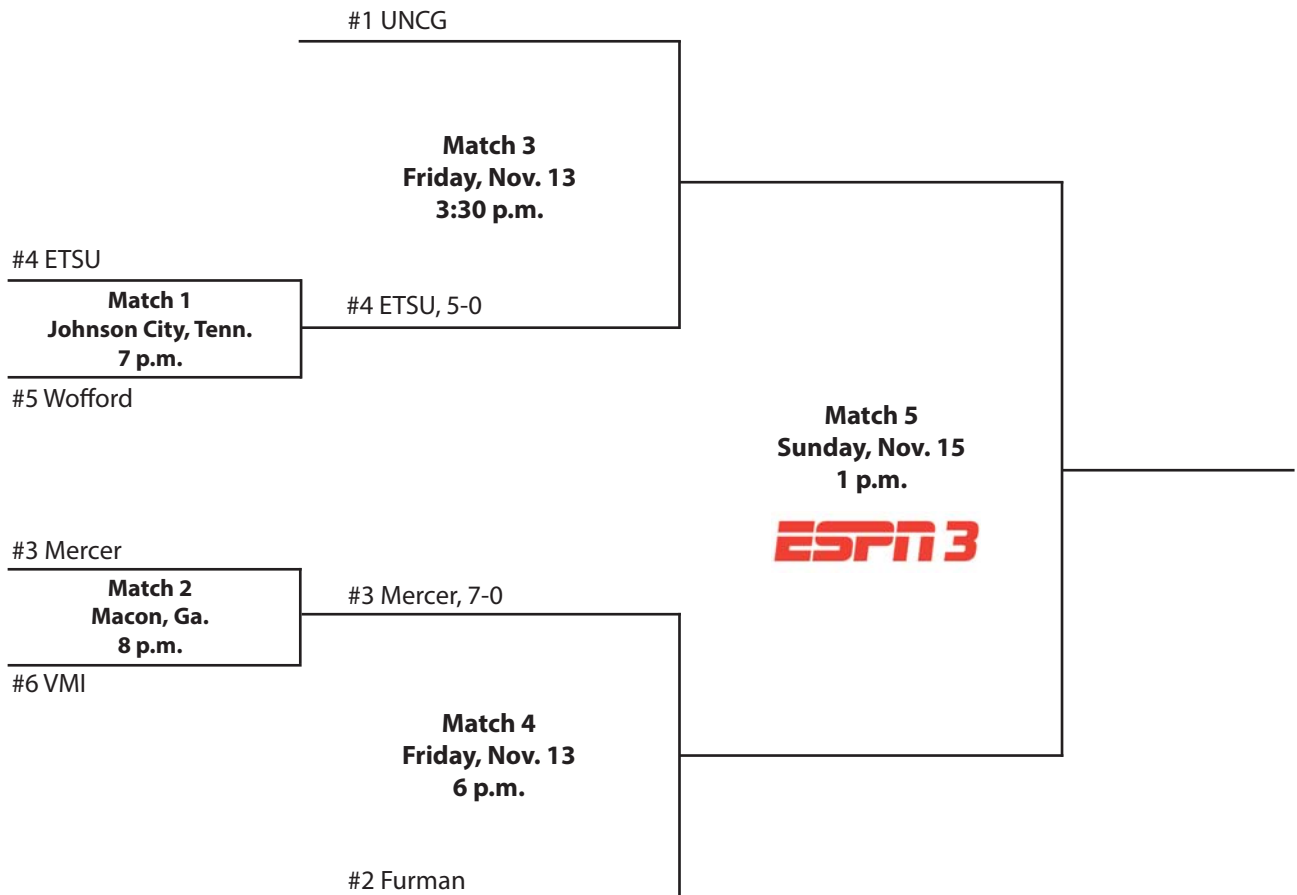 #1 UNCG
Match 3
Friday, Nov. 13
3:30 p.m.
#4 ETSU
Match 1
Johnson City, Tenn.
7 p.m.
#4 ETSU, 5-0
#5 Wofford
Match 5
Sunday, Nov. 15
1 p.m.
ESPN 3
#3 Mercer
Match 2
Macon, Ga.
8 p.m.
#3 Mercer, 7-0
#6 VMI
Match 4
Friday, Nov. 13
6 p.m.
#2 Furman